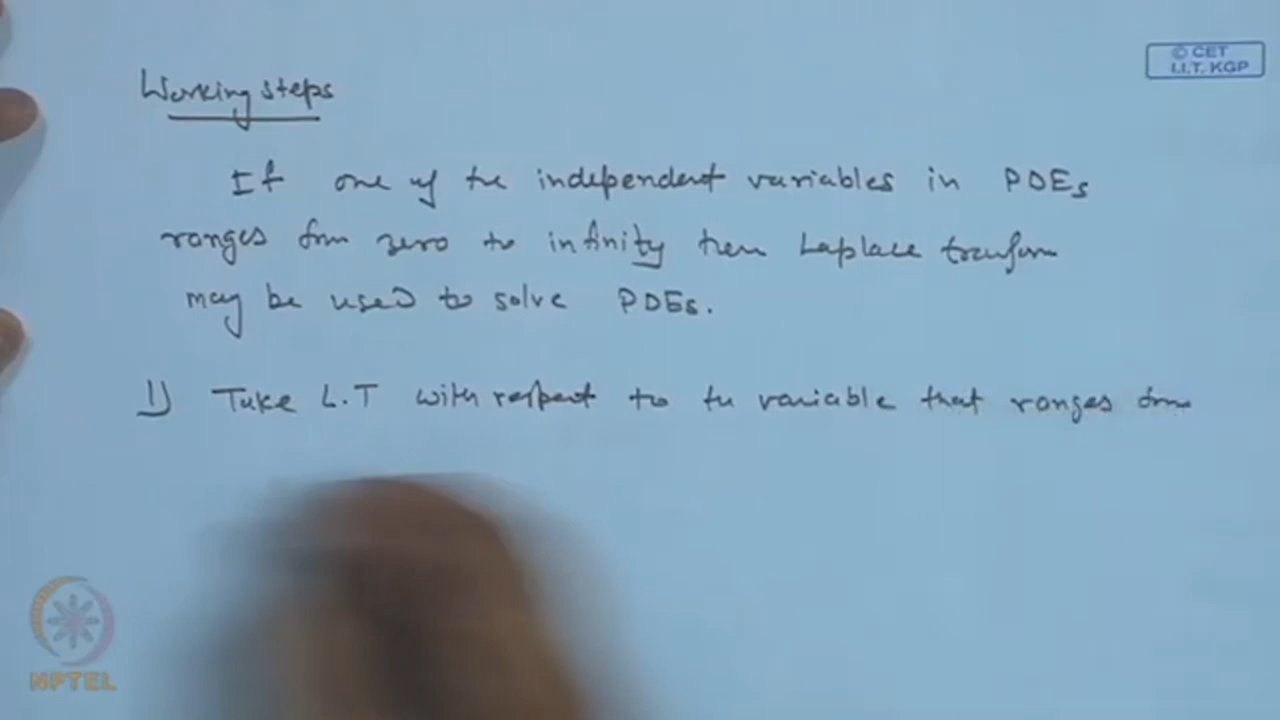 © CET
I.I.T. KGP
Working steps
If one of the independent variables in PDEs
ranges from zero to infinity then Laplace transform
may be used to solve PDEs.
1) Take L.T with respect to the variable that ranges from
NPTEL